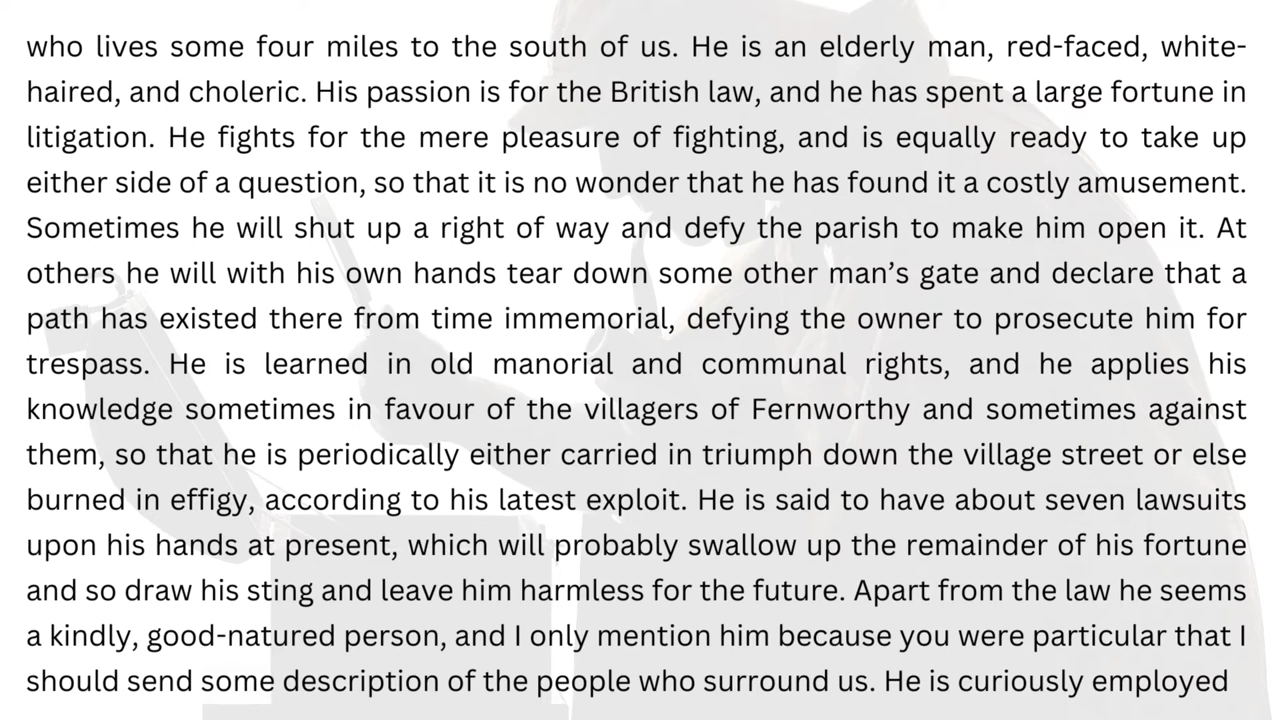 who lives some four miles to the south of us. He is an elderly man, red-faced, white-
haired, and choleric. His passion is for the British law, and he has spent a large fortune in
litigation. He fights for the mere pleasure of fighting, and is equally ready to take up
either side of a question, so that it is no wonder that he has found it a costly amusement.
Sometimes he will shut up a right of way and defy the parish to make him open it. At
others he will with his own hands tear down some other man’s gate and declare that a
path has existed there from time immemorial, defying the owner to prosecute him for
trespass. He is learned in old manorial and communal rights, and he applies his
knowledge sometimes in favour of the villagers of Fernworthy and sometimes against
them, so that he is periodically either carried in triumph down the village street or else
burned in effigy, according to his latest exploit. He is said to have about seven lawsuits
upon his hands at present, which will probably swallow up the remainder of his fortune
and so draw his sting and leave him harmless for the future. Apart from the law he seems
a kindly, good-natured person, and I only mention him because you were particular that I
should send some description of the people who surround us. He is curiously employed